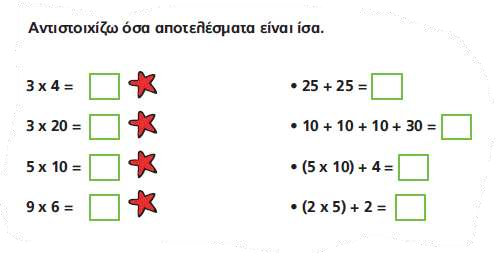 Αντιστοιχίζω όσα αποτελέσματα είναι ίσα.
3 x 4 =
• 25 + 25 =
3 x 20 =
• 10 + 10 + 10 + 30 =
5 x 10 =
• (5 x 10) + 4 =
9 x 6 =
• (2 x 5) + 2 =